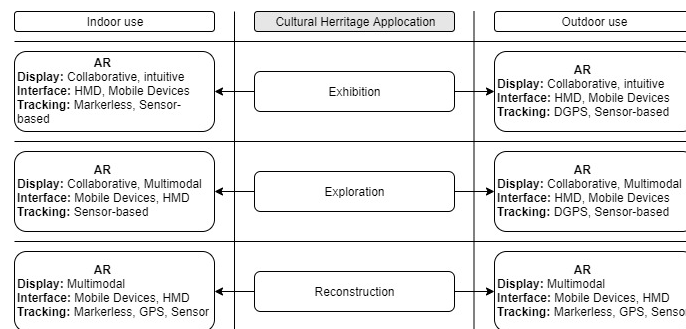 Indoor use
Cultural Herritage Applocation
Outdoor use
AR
Display: Collaborative, intuitive
Interface: HMD, Mobile Devices
Tracking: Markerless, Sensor-
based
Exhibition
AR
Display: Collaborative, intuitive
Interface: HMD, Mobile Devices
Tracking: DGPS, Sensor-based
AR
Display: Collaborative, Multimodal
Interface: Mobile Devices, HMD
Tracking: Sensor-based
Exploration
AR
Display: Collaborative, Multimodal
Interface: HMD, Mobile Devices
Tracking: DGPS, Sensor-based
AR
Display: Multimodal
Interface: Mobile Devices, HMD
Tracking: Markerless, GPS, Sensor
Reconstruction
AR
Display: Multimodal
Interface: Mobile Devices, HMD
Tracking: Markerless, GPS, Senso